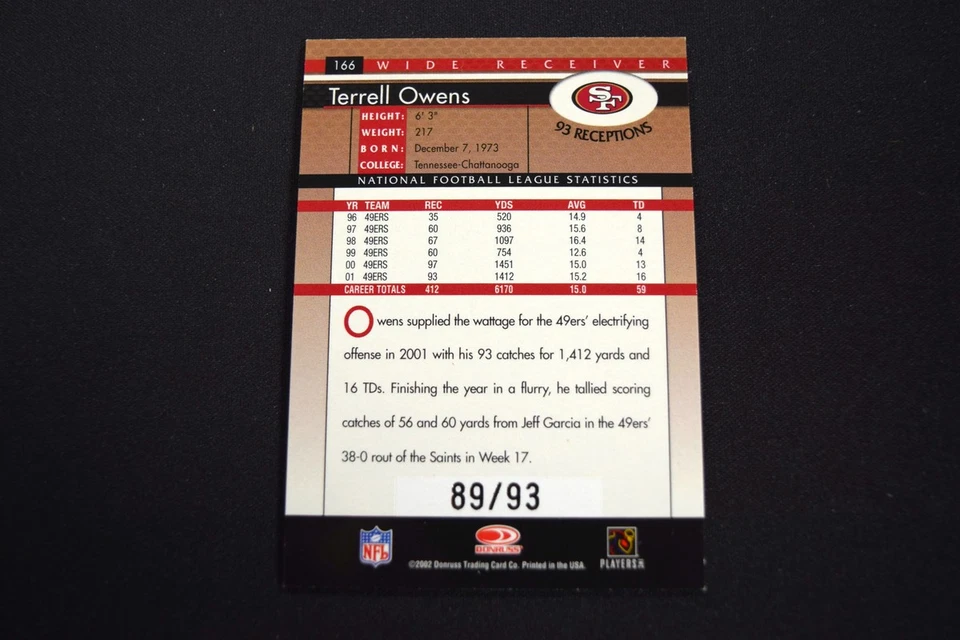 166 WIDE RECEIVER
Terrell Owens
SF
93 RECEPTIONS
HEIGHT: 6' 3"
WEIGHT: 217
BORN: December 7, 1973
COLLEGE: Tennessee-Chattanooga
NATIONAL FOOTBALL LEAGUE STATISTICS
YR TEAM REC YDS AVG TD
96 49ERS 35 520 14.9 4
97 49ERS 60 936 15.6 8
98 49ERS 67 1097 16.4 14
99 49ERS 60 754 12.6 4
00 49ERS 97 1451 15.0 13
01 49ERS 93 1412 15.2 16
CAREER TOTALS 412 6170 15.0 59
Owens supplied the wattage for the 49ers' electrifying
offense in 2001 with his 93 catches for 1,412 yards and
16 TDs. Finishing the year in a flurry, he tallied scoring
catches of 56 and 60 yards from Jeff Garcia in the 49ers'
38-0 rout of the Saints in Week 17.
89/93
NFL
DONRUSS
PLAYERS INC
©2002 Donruss Trading Card Co. Printed in the USA.